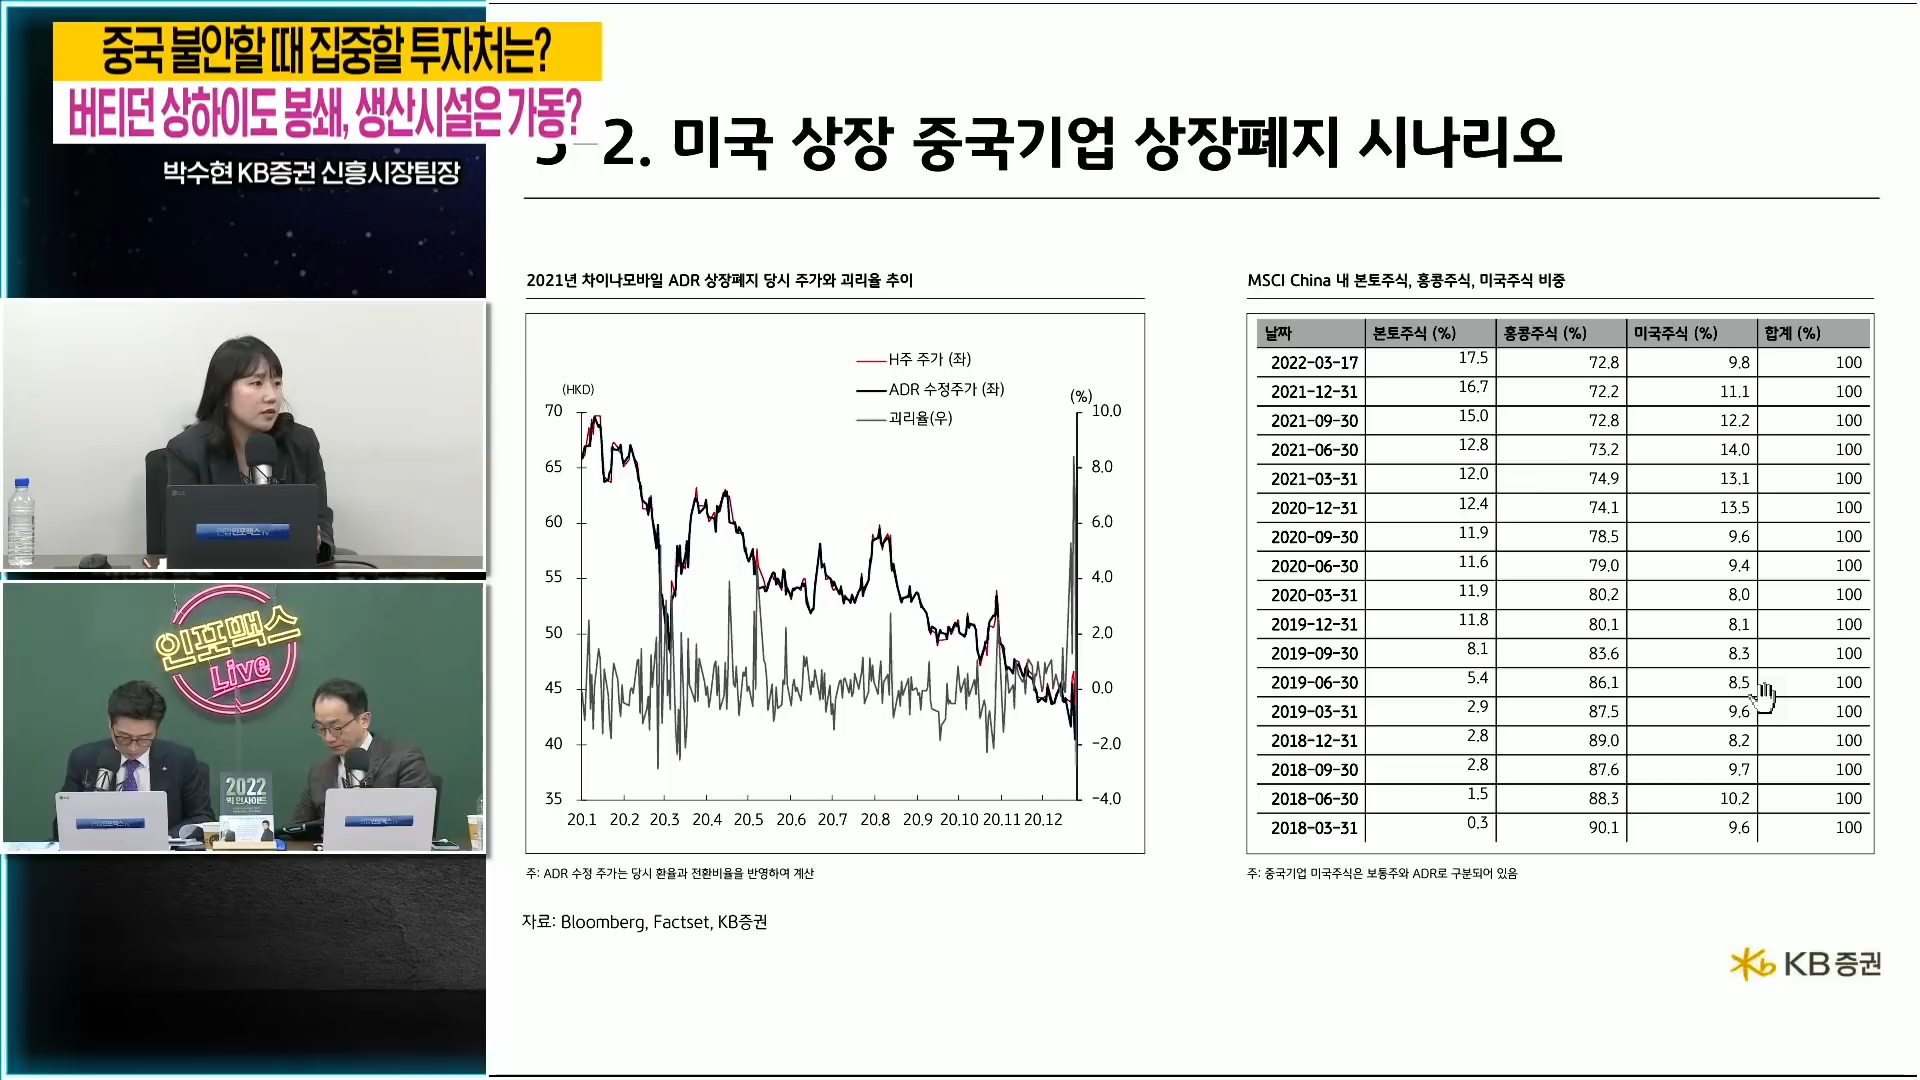 중국 불안할 때 집중할 투자처는?
버티던 상하이도 봉쇄, 생산시설은 가동?
박수현 KB증권 신흥시장팀장
인포맥스
Live
2022
빅 인사이트
-2. 미국 상장 중국기업 상장폐지 시나리오
2021년 차이나모바일 ADR 상장폐지 당시 주가와 괴리율 추이
H주 주가 (좌)
ADR 수정주가 (좌)
괴리율(우)
(HKD)
(%)
70 10.0
65 8.0
60 6.0
55 4.0
50 2.0
45 0.0
40 -2.0
35 -4.0
20.1 20.2 20.3 20.4 20.5 20.6 20.7 20.8 20.9 20.10 20.11 20.12
주: ADR 수정 주가는 당시 환율과 전환비율을 반영하여 계산
자료: Bloomberg, Factset, KB증권
MSCI China 내 본토주식, 홍콩주식, 미국주식 비중
날짜 본토주식 (%) 홍콩주식 (%) 미국주식 (%) 합계 (%)
2022-03-17 17.5 72.8 9.8 100
2021-12-31 16.7 72.2 11.1 100
2021-09-30 15.0 72.8 12.2 100
2021-06-30 12.8 73.2 14.0 100
2021-03-31 12.0 74.9 13.1 100
2020-12-31 12.4 74.1 13.5 100
2020-09-30 11.9 78.5 9.6 100
2020-06-30 11.6 79.0 9.4 100
2020-03-31 11.9 80.2 8.0 100
2019-12-31 11.8 80.1 8.1 100
2019-09-30 8.1 83.6 8.3 100
2019-06-30 5.4 86.1 8.5 100
2019-03-31 2.9 87.5 9.6 100
2018-12-31 2.8 89.0 8.2 100
2018-09-30 2.8 87.6 9.7 100
2018-06-30 1.5 88.3 10.2 100
2018-03-31 0.3 90.1 9.6 100
주: 중국기업 미국주식은 보통주와 ADR로 구분되어 있음
KB증권